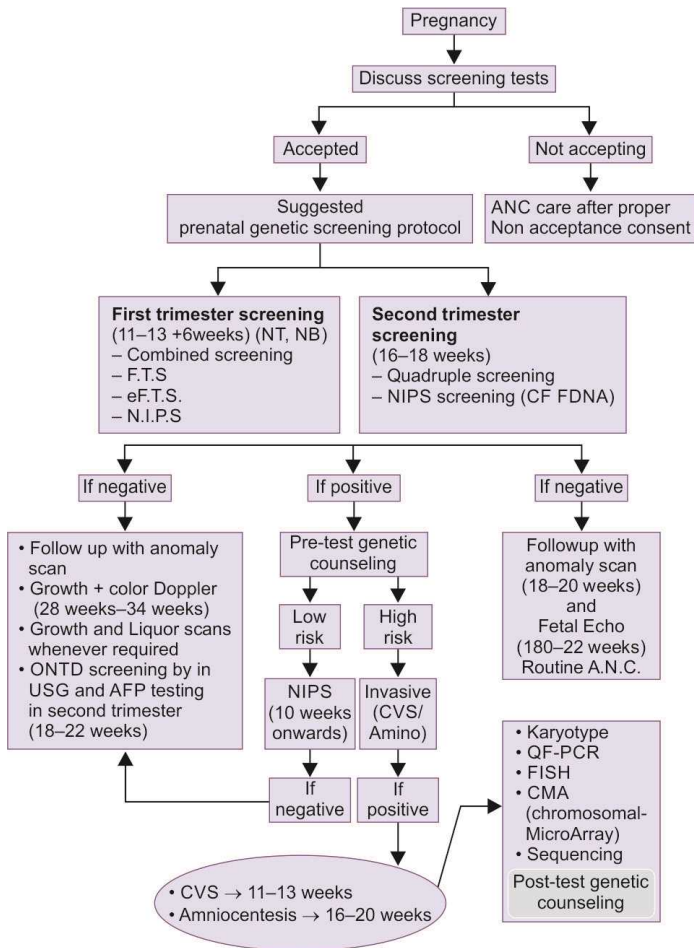 Pregnancy
Discuss screening tests
Accepted
Not accepting
Suggested
prenatal genetic screening protocol
ANC care after proper
Non acceptance consent
First trimester screening
(11–13 +6weeks) (NT, NB)
– Combined screening
– F.T.S
– eF.T.S.
– N.I.P.S
Second trimester
screening
(16–18 weeks)
– Quadruple screening
– NIPS screening (CF FDNA)
If negative
If positive
If negative
• Follow up with anomaly
scan
• Growth + color Doppler
(28 weeks–34 weeks)
• Growth and Liquor scans
whenever required
• ONTD screening by in
USG and AFP testing
in second trimester
(18–22 weeks)
Pre-test genetic
counseling
Low
risk
High
risk
NIPS
(10 weeks
onwards)
Invasive
(CVS/
Amino)
If
negative
If
positive
Followup with
anomaly scan
(18–20 weeks)
and
Fetal Echo
(180–22 weeks)
Routine A.N.C.
• CVS → 11–13 weeks
• Amniocentesis → 16–20 weeks
• Karyotype
• QF-PCR
• FISH
• CMA
(chromosomal-
MicroArray)
• Sequencing
Post-test genetic
counseling